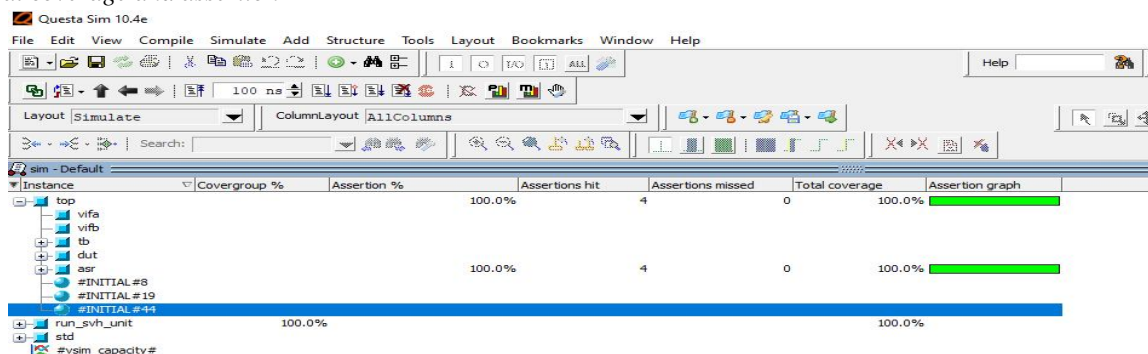 Questa Sim 10.4e
File Edit View Compile Simulate Add Structure Tools Layout Bookmarks Window Help
1 0 I/O ALL Help
100 ns
Layout Simulate ColumnLayout AllColumns
Search:
sim - Default
Instance Covergroup % Assertion % Assertions hit Assertions missed Total coverage Assertion graph
top 100.0% 4 0 100.0%
vifa
vifb
tb
dut
asr 100.0% 4 0 100.0%
#INITIAL#8
#INITIAL#19
#INITIAL#44
run_svh_unit 100.0% 100.0%
std
#vsim_capacity#